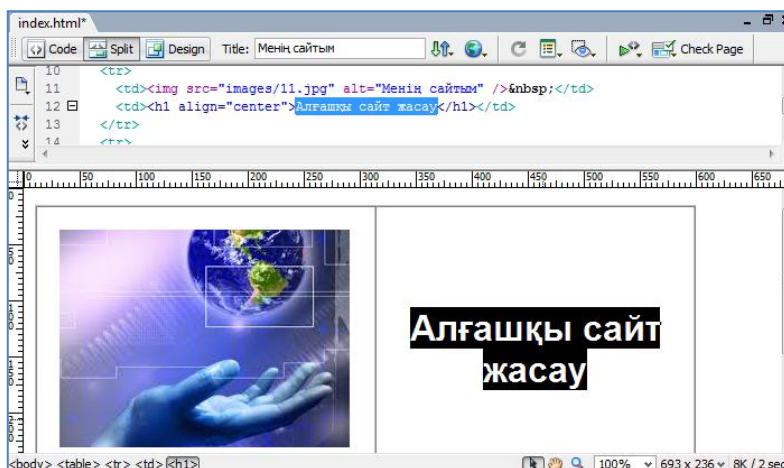 index.html*
Code Split Design Title: Менің сайтым Check Page
10 <tr>
11 <td><img src="images/11.jpg" alt="Менің сайтым" />&nbsp;</td>
12 <td><h1 align="center">Алғашқы сайт жасау</h1></td>
13 </tr>
14 <tr>
0 50 100 150 200 250 300 350 400 450 500 550 600 650
Алғашқы сайт
жасау
<body> <table> <tr> <td> <h1> 100% 693 x 236 8K / 2 sec